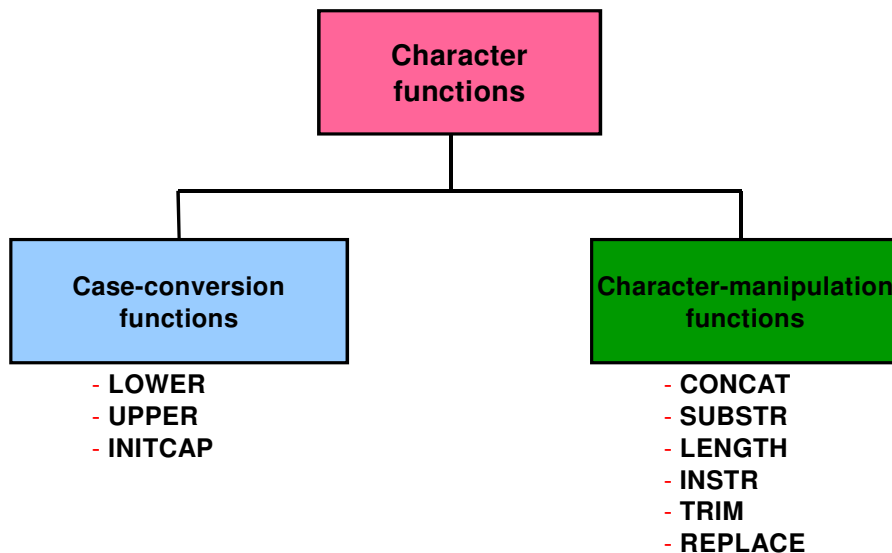 Character
functions
Case-conversion
functions
- LOWER
- UPPER
- INITCAP
Character-manipulation
functions
- CONCAT
- SUBSTR
- LENGTH
- INSTR
- TRIM
- REPLACE